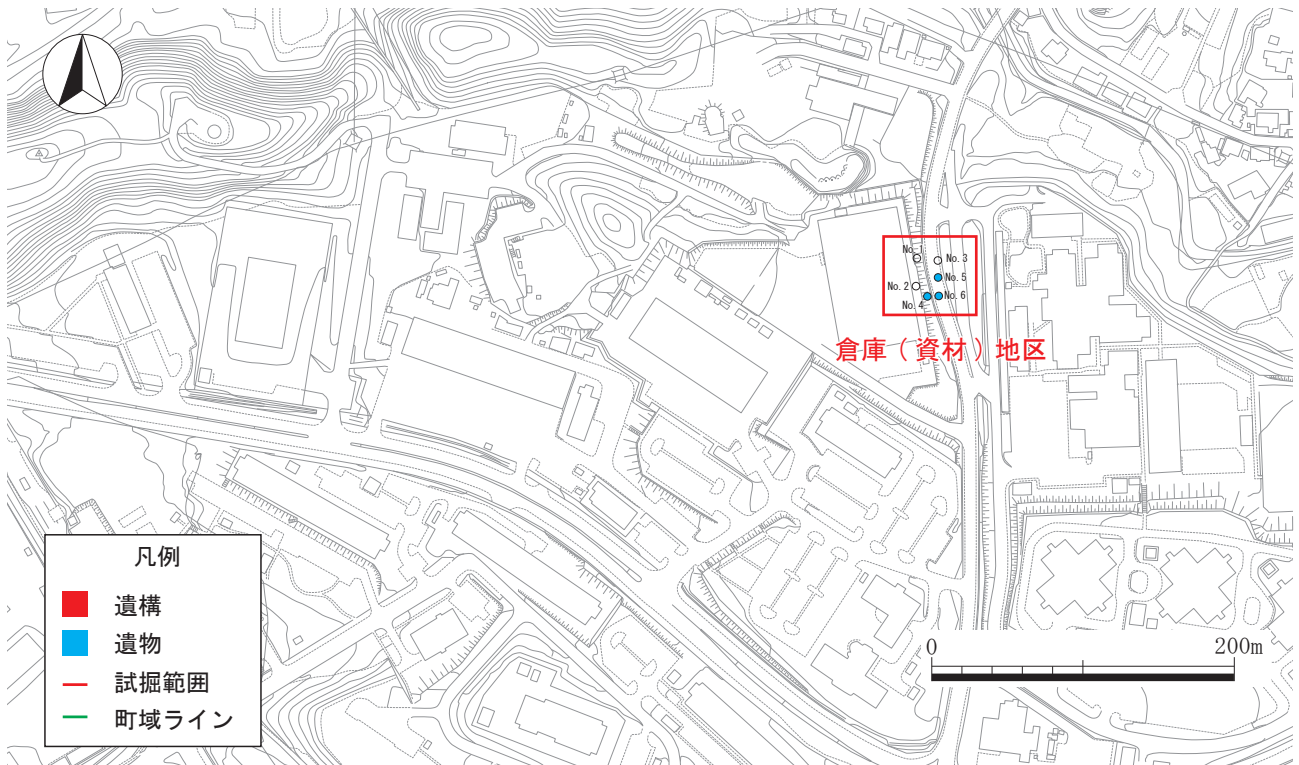 No. 1
No. 3
No. 5
No. 2
No. 6
No. 4
倉庫（資材）地区
凡例
遺構
遺物
試掘範囲
町域ライン
0 200m